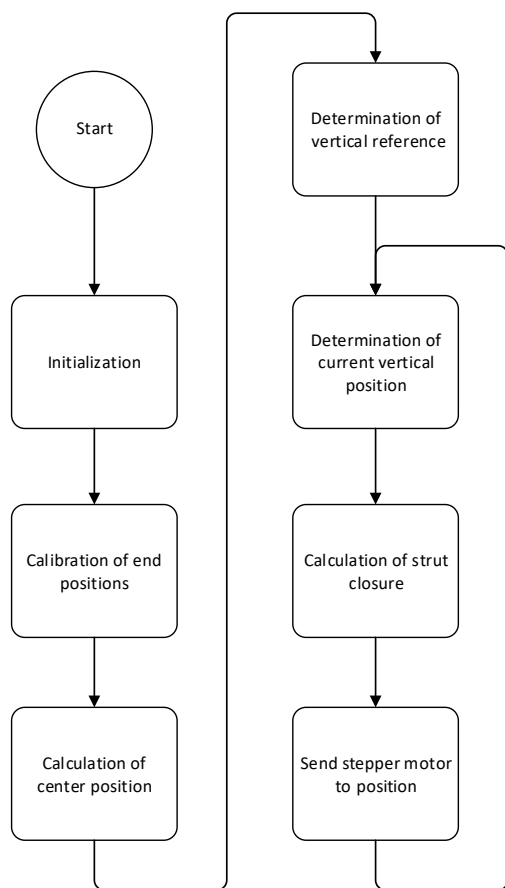 Start
Initialization
Calibration of end
positions
Calculation of
center position
Determination of
vertical reference
Determination of
current vertical
position
Calculation of strut
closure
Send stepper motor
to position